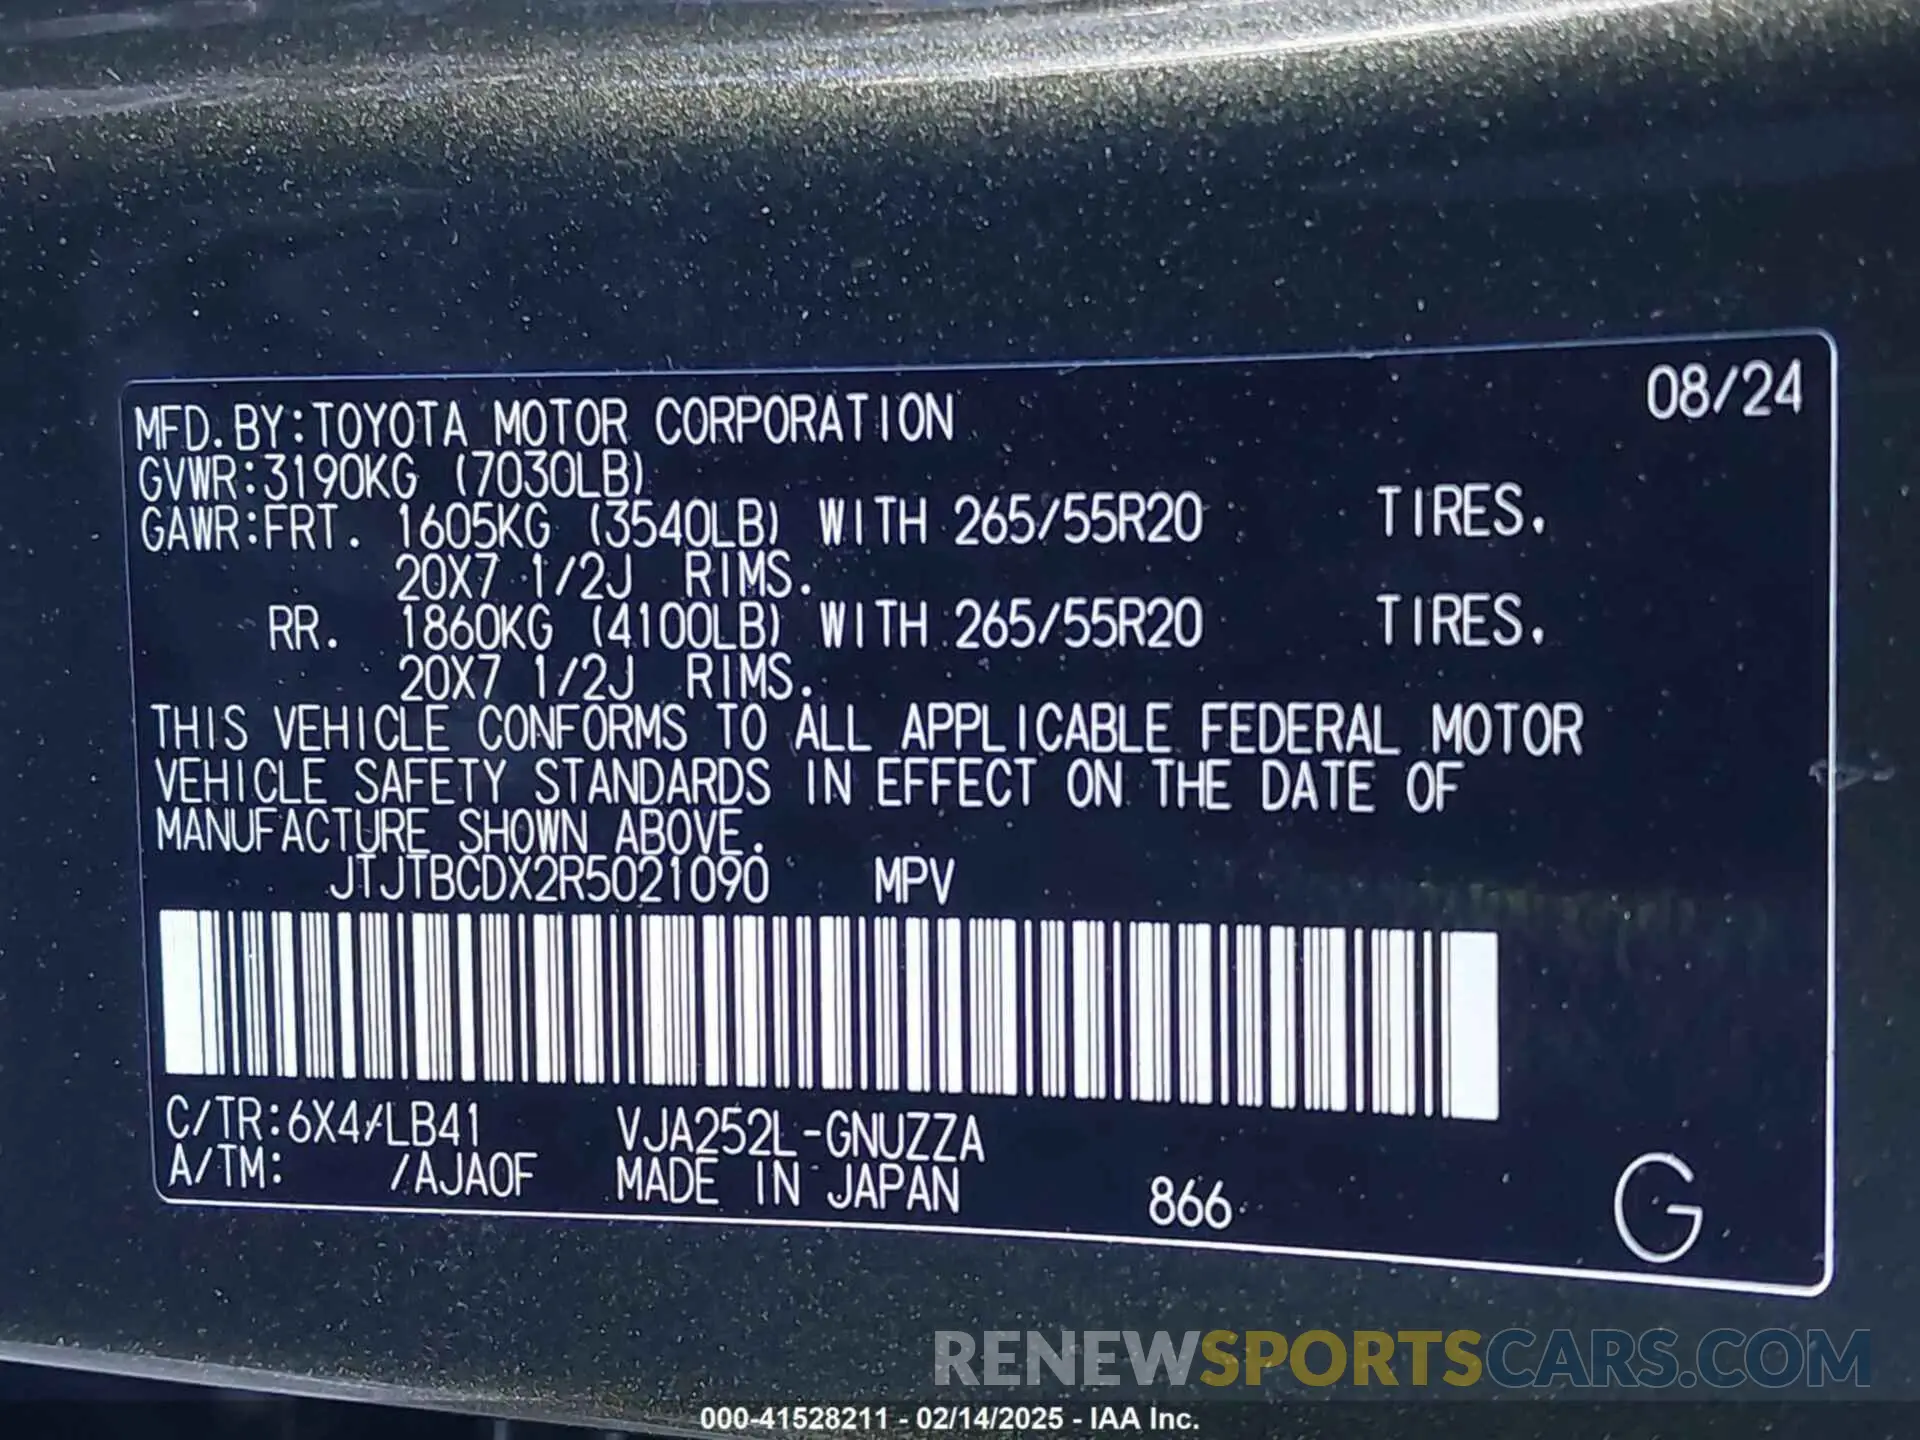 08/24
MFD.BY:TOYOTA MOTOR CORPORATION
GVWR:3190KG (7030LB)
GAWR:FRT. 1605KG (3540LB) WITH 265/55R20 TIRES.
20X7 1/2J RIMS.
RR. 1860KG (4100LB) WITH 265/55R20 TIRES.
20X7 1/2J RIMS.
THIS VEHICLE CONFORMS TO ALL APPLICABLE FEDERAL MOTOR
VEHICLE SAFETY STANDARDS IN EFFECT ON THE DATE OF
MANUFACTURE SHOWN ABOVE.
JTJTBCDX2R5021090 MPV
C/TR:6X4/LB41 VJA252L-GNUZZA
A/TM: /AJA0F MADE IN JAPAN 866 G
RENEWSPORTSCARS.COM
000-41528211 - 02/14/2025 - IAA Inc.